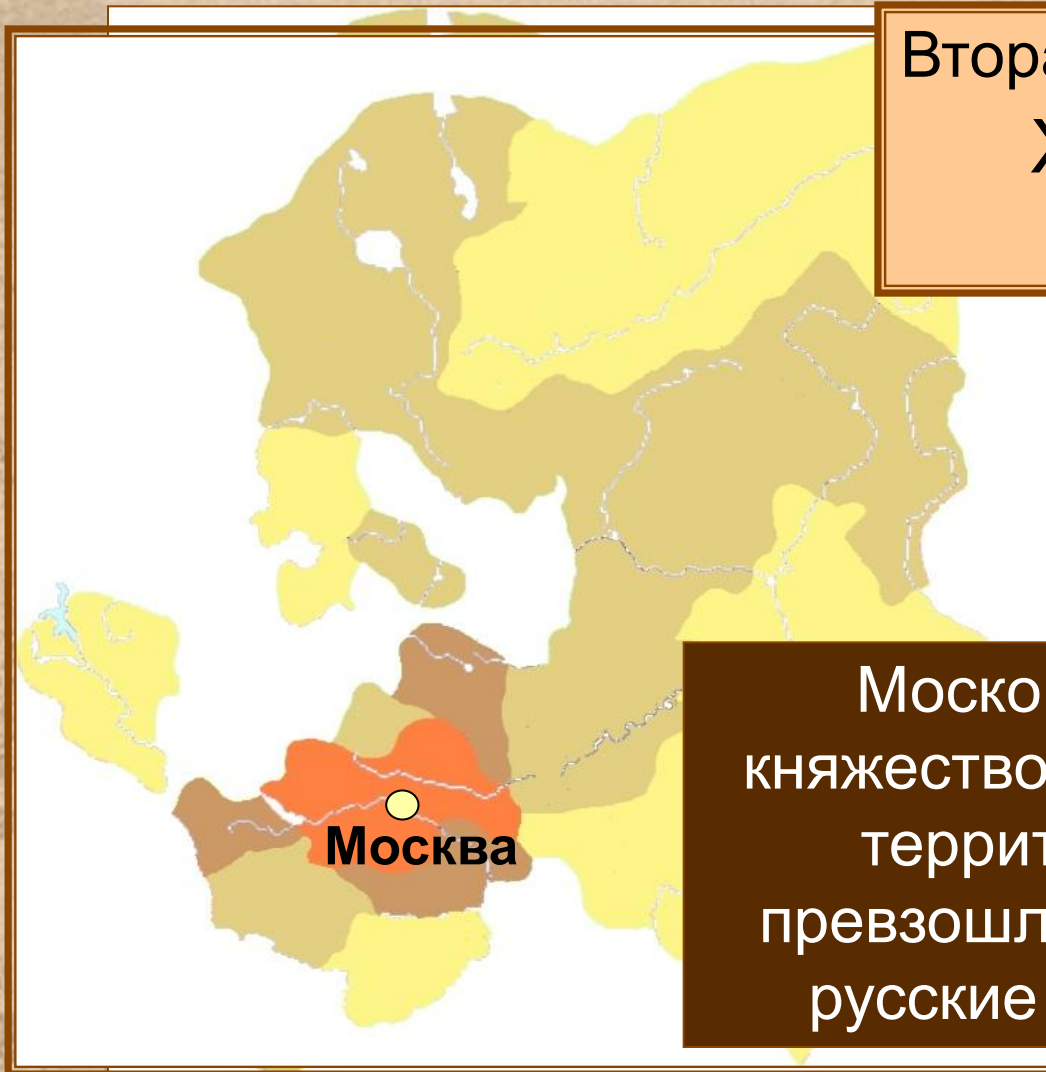 Втора
Х
Москва
Моско
княжество
террит
превзошл
русские